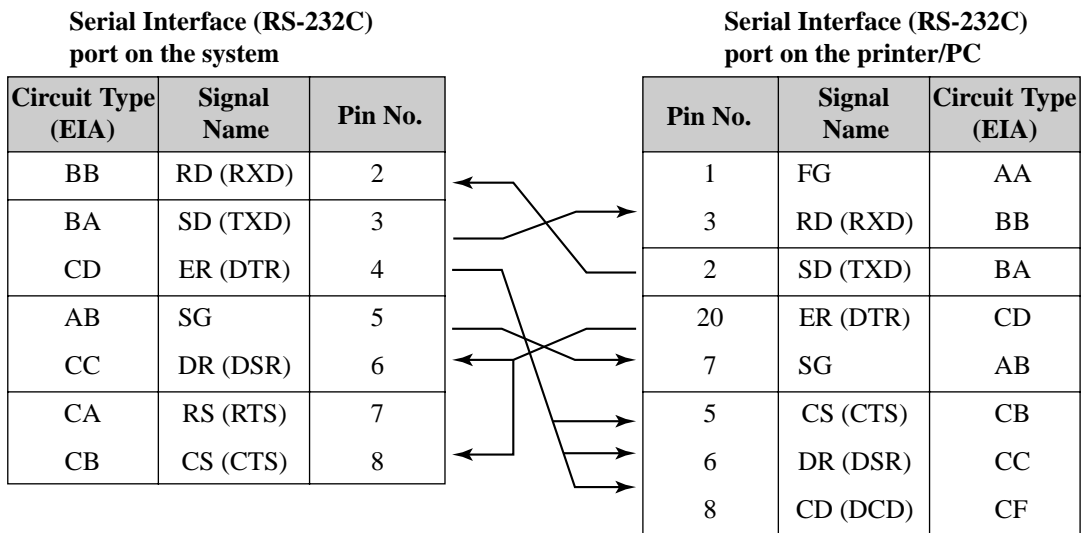 Serial Interface (RS-232C)
port on the system
Circuit Type (EIA) Signal Name Pin No.
BB RD (RXD) 2
BA SD (TXD) 3
CD ER (DTR) 4
AB SG 5
CC DR (DSR) 6
CA RS (RTS) 7
CB CS (CTS) 8
Serial Interface (RS-232C)
port on the printer/PC
Pin No. Signal Name Circuit Type (EIA)
1 FG AA
3 RD (RXD) BB
2 SD (TXD) BA
20 ER (DTR) CD
7 SG AB
5 CS (CTS) CB
6 DR (DSR) CC
8 CD (DCD) CF